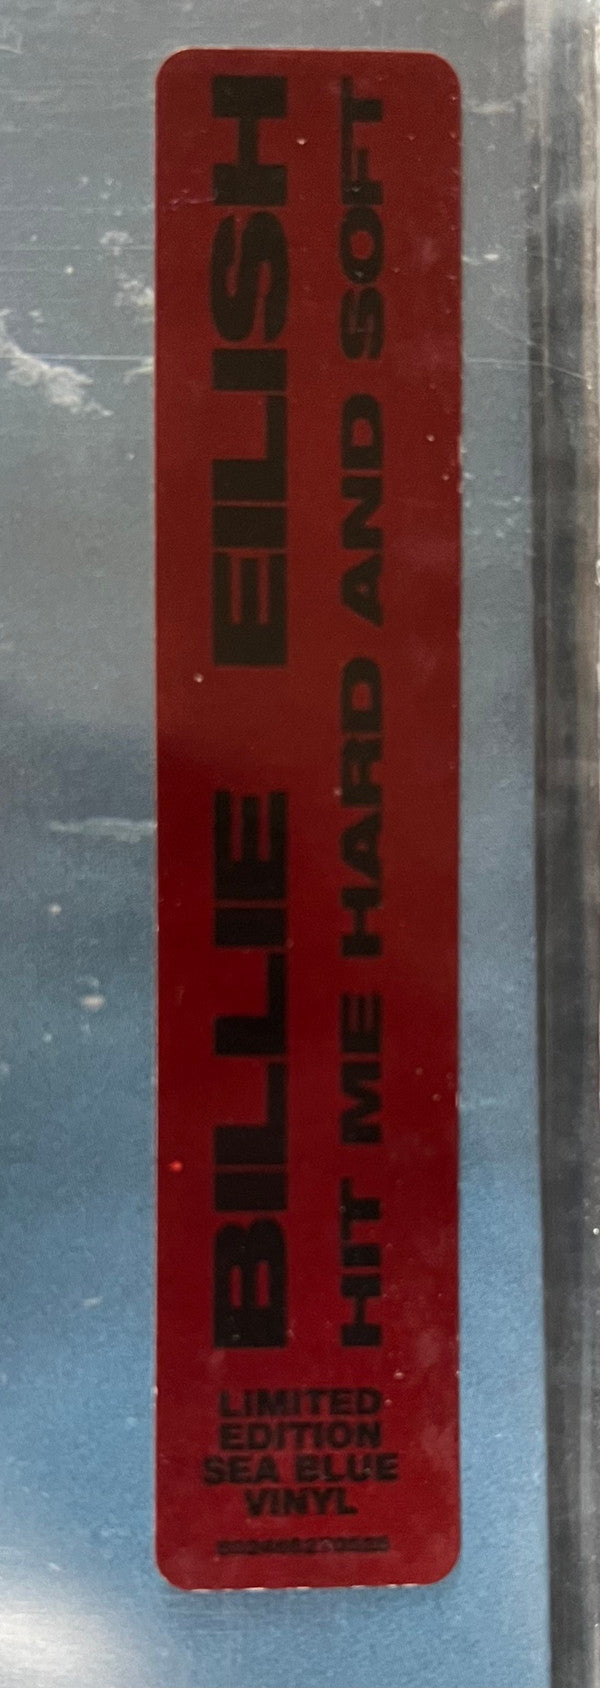 BILLIE EILISH
HIT ME HARD AND SOFT
LIMITED
EDITION
SEA BLUE
VINYL